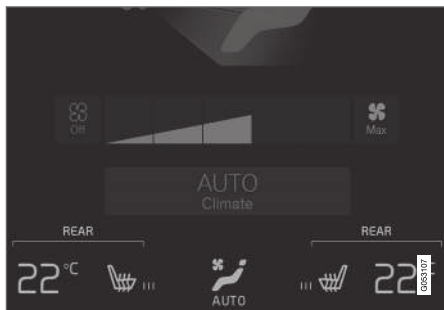 Off
Max
AUTO
Climate
REAR REAR
22°C 22°
AUTO
G053107